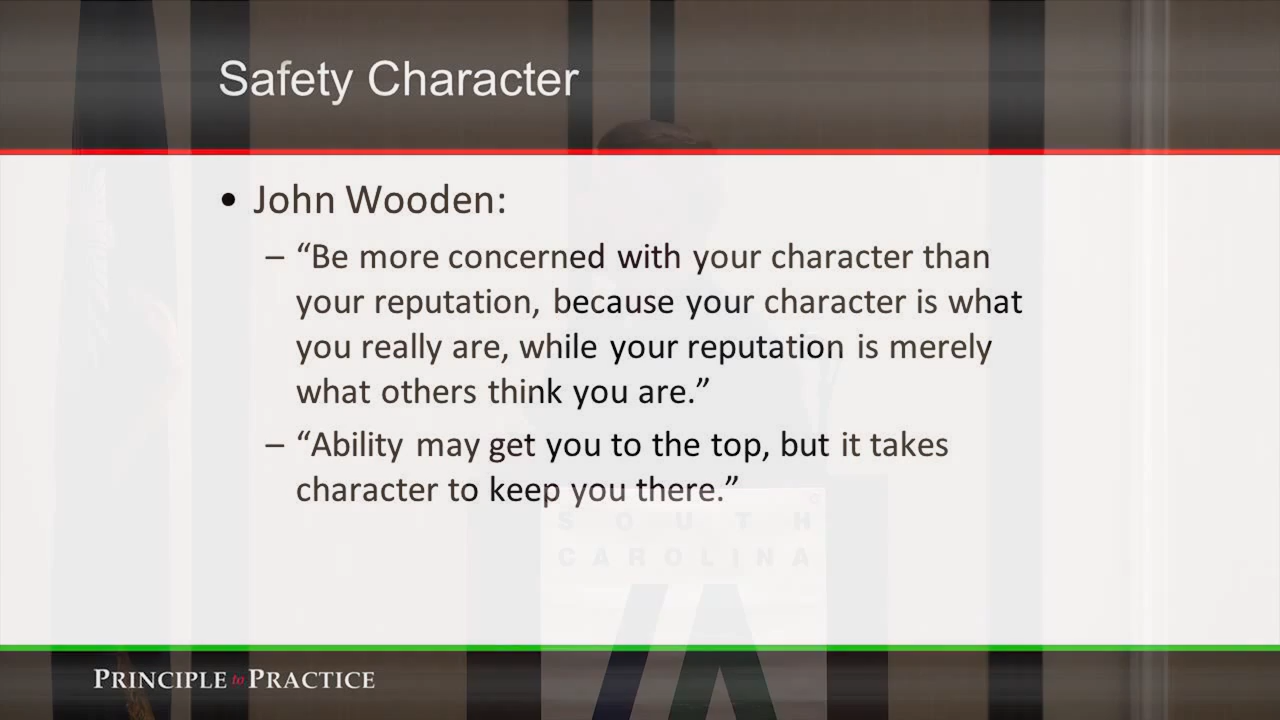 Safety Character
• John Wooden:
– “Be more concerned with your character than
your reputation, because your character is what
you really are, while your reputation is merely
what others think you are.”
– “Ability may get you to the top, but it takes
character to keep you there.”
SOUTH
CAROLINA
PRINCIPLE to PRACTICE